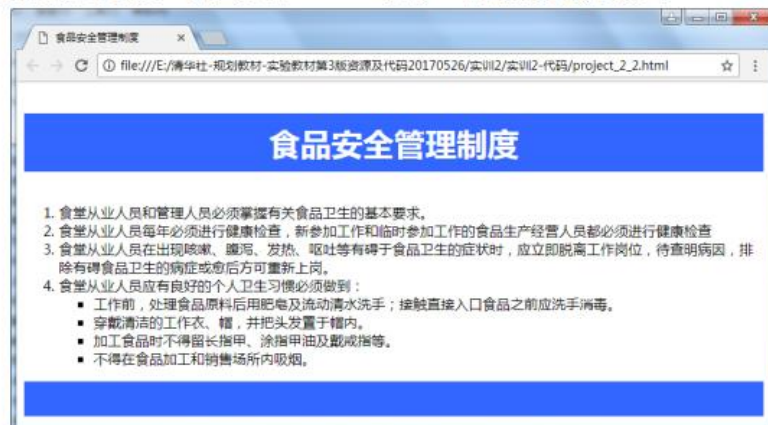 食品安全管理制度
file:///E:/清华社-规划教材-实验教材第3版资源及代码20170526/实训2/实训2-代码/project_2_2.html
食品安全管理制度
1. 食堂从业人员和管理人员必须掌握有关食品卫生的基本要求。
2. 食堂从业人员每年必须进行健康检查，新参加工作和临时参加工作的食品生产经营人员都必须进行健康检查
3. 食堂从业人员在出现咳嗽、腹泻、发热、呕吐等有碍于食品卫生的症状时，应立即脱离工作岗位，待查明病因，排
除有碍食品卫生的病症或愈后方可重新上岗。
4. 食堂从业人员应有良好的个人卫生习惯必须做到：
■ 工作前，处理食品原料后用肥皂及流动清水洗手；接触直接入口食品之前应洗手消毒。
■ 穿戴清洁的工作衣、帽，并把头发置于帽内。
■ 加工食品时不得留长指甲、涂指甲油及戴戒指等。
■ 不得在食品加工和销售场所内吸烟。